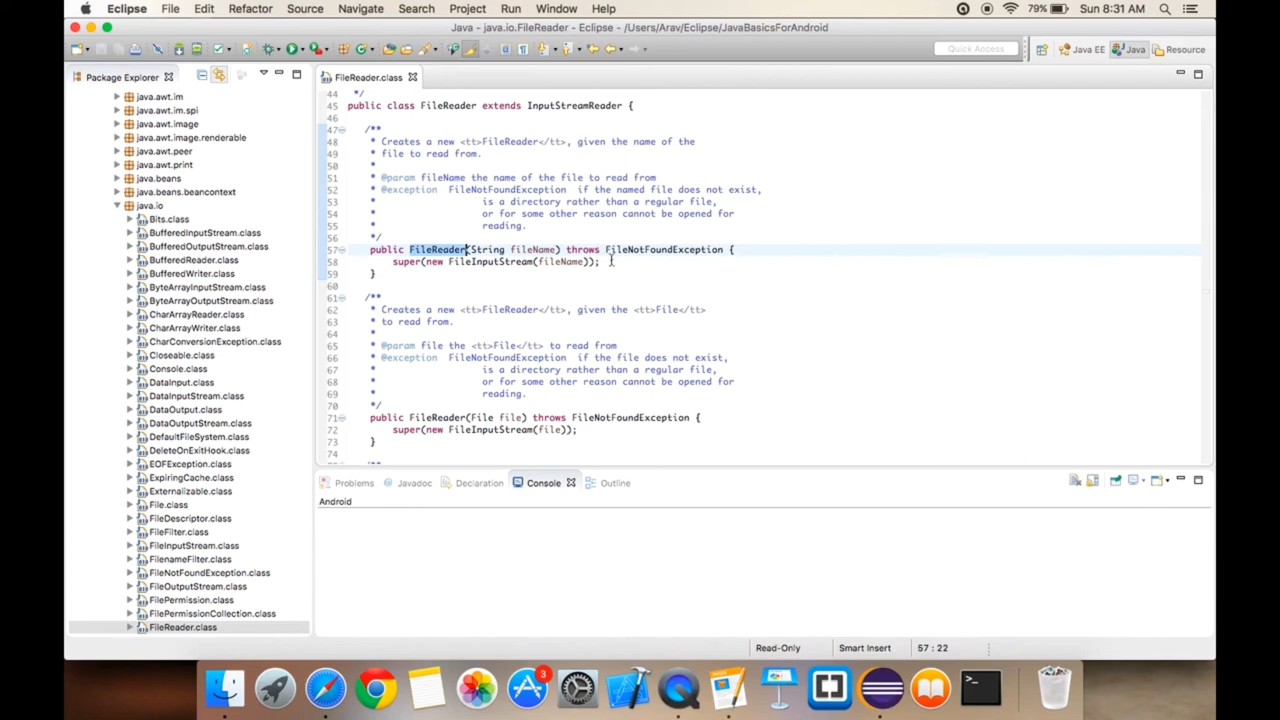 Eclipse File Edit Refactor Source Navigate Search Project Run Window Help 79% Sun 8:31 AM
Java - java.io.FileReader - Eclipse - /Users/Arav/Eclipse/JavaBasicsForAndroid
Quick Access Java EE Java Resource
Package Explorer
java.awt.im
java.awt.im.spi
java.awt.image
java.awt.image.renderable
java.awt.peer
java.awt.print
java.beans
java.beans.beancontext
java.io
Bits.class
BufferedInputStream.class
BufferedOutputStream.class
BufferedReader.class
BufferedWriter.class
ByteArrayInputStream.class
ByteArrayOutputStream.class
CharArrayReader.class
CharArrayWriter.class
CharConversionException.class
Closeable.class
Console.class
DataInput.class
DataInputStream.class
DataOutput.class
DataOutputStream.class
DefaultFileSystem.class
DeleteOnExitHook.class
EOFException.class
ExpiringCache.class
Externalizable.class
File.class
FileDescriptor.class
FileFilter.class
FileInputStream.class
FilenameFilter.class
FileNotFoundException.class
FileOutputStream.class
FilePermission.class
FilePermissionCollection.class
FileReader.class
FileReader.class
44 */
45 public class FileReader extends InputStreamReader {
46
47 /**
48 * Creates a new <tt>FileReader</tt>, given the name of the
49 * file to read from.
50 *
51 * @param fileName the name of the file to read from
52 * @exception FileNotFoundException if the named file does not exist,
53 * is a directory rather than a regular file,
54 * or for some other reason cannot be opened for
55 * reading.
56 */
57 public FileReader(String fileName) throws FileNotFoundException {
58 super(new FileInputStream(fileName));
59 }
60
61 /**
62 * Creates a new <tt>FileReader</tt>, given the <tt>File</tt>
63 * to read from.
64 *
65 * @param file the <tt>File</tt> to read from
66 * @exception FileNotFoundException if the file does not exist,
67 * is a directory rather than a regular file,
68 * or for some other reason cannot be opened for
69 * reading.
70 */
71 public FileReader(File file) throws FileNotFoundException {
72 super(new FileInputStream(file));
73 }
74
Problems Javadoc Declaration Console Outline
Android
Read-Only Smart Insert 57 : 22
3